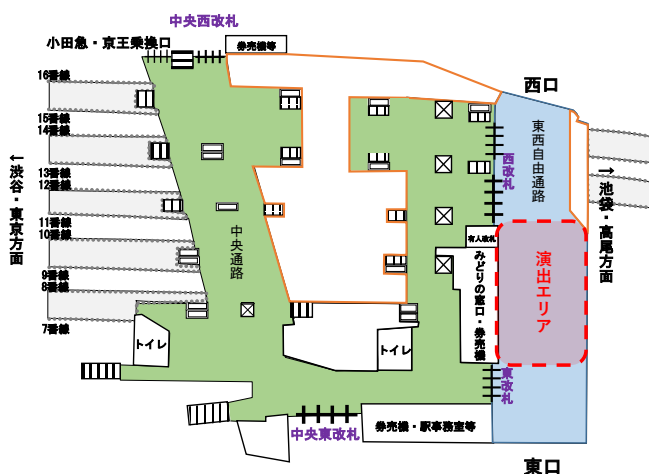 中央西改札
小田急・京王乗換口
券売機等
西口
16番線
15番線
14番線
13番線
12番線
11番線
10番線
9番線
8番線
7番線
←渋谷・東京方面
中央通路
東西自由通路
西改札
→池袋・高尾方面
有人改札
みどりの窓口・券売機
演出エリア
トイレ
トイレ
東改札
中央東改札
券売機・駅事務室等
東口